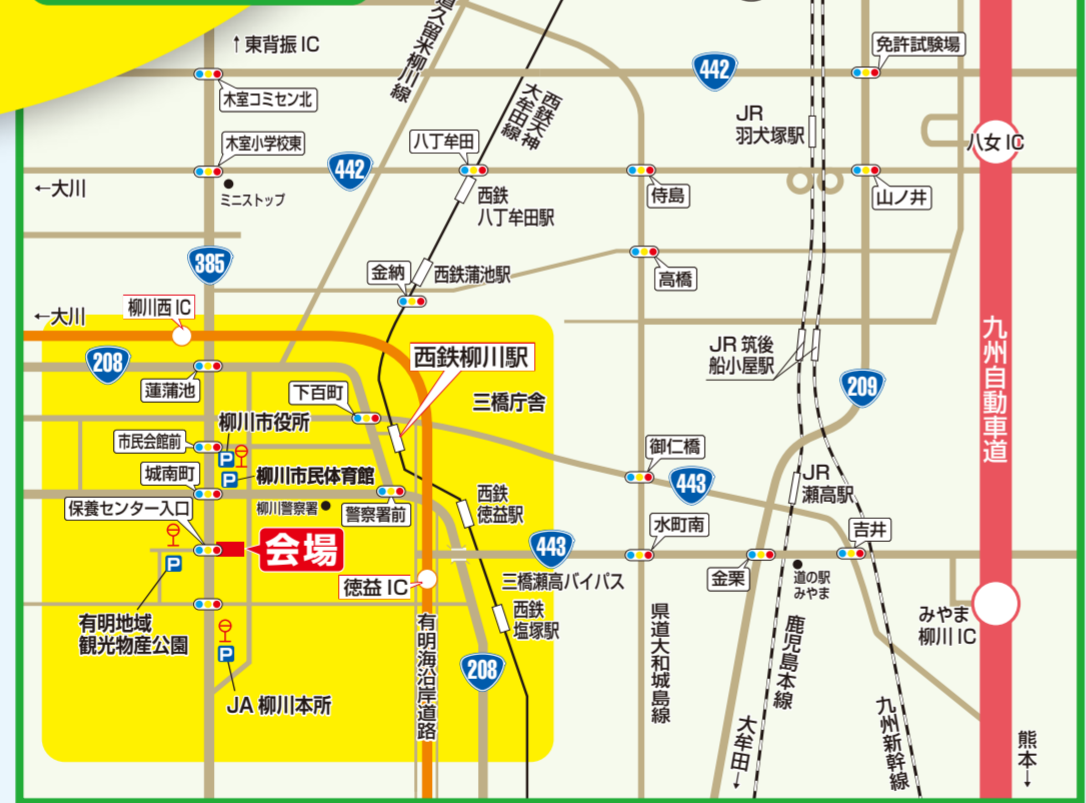 ↑東背振IC
道久留米柳川線
免許試験場
442
木室コミセン北
西鉄天神
大牟田線
JR
羽犬塚駅
八女IC
木室小学校東
八丁牟田
442
←大川
ミニストップ
西鉄
八丁牟田駅
侍島
山ノ井
385
金納
西鉄蒲池駅
高橋
柳川西IC
←大川
九州自動車道
208
西鉄柳川駅
JR 筑後
船小屋駅
蓮蒲池
下百町
三橋庁舎
209
柳川市役所
市民会館前
P
御仁橋
城南町
P
柳川市民体育館
443
JR
瀬高駅
保養センター入口
柳川警察署
警察署前
西鉄
徳益駅
水町南
吉井
会場
443
P
徳益IC
三橋瀬高バイパス
金栗
道の駅
みやま
有明地域
観光物産公園
有明海沿岸道路
西鉄
塩塚駅
県道大和城島線
鹿児島本線
みやま
柳川IC
P
208
JA 柳川本所
大牟田→
九州新幹線
熊本→